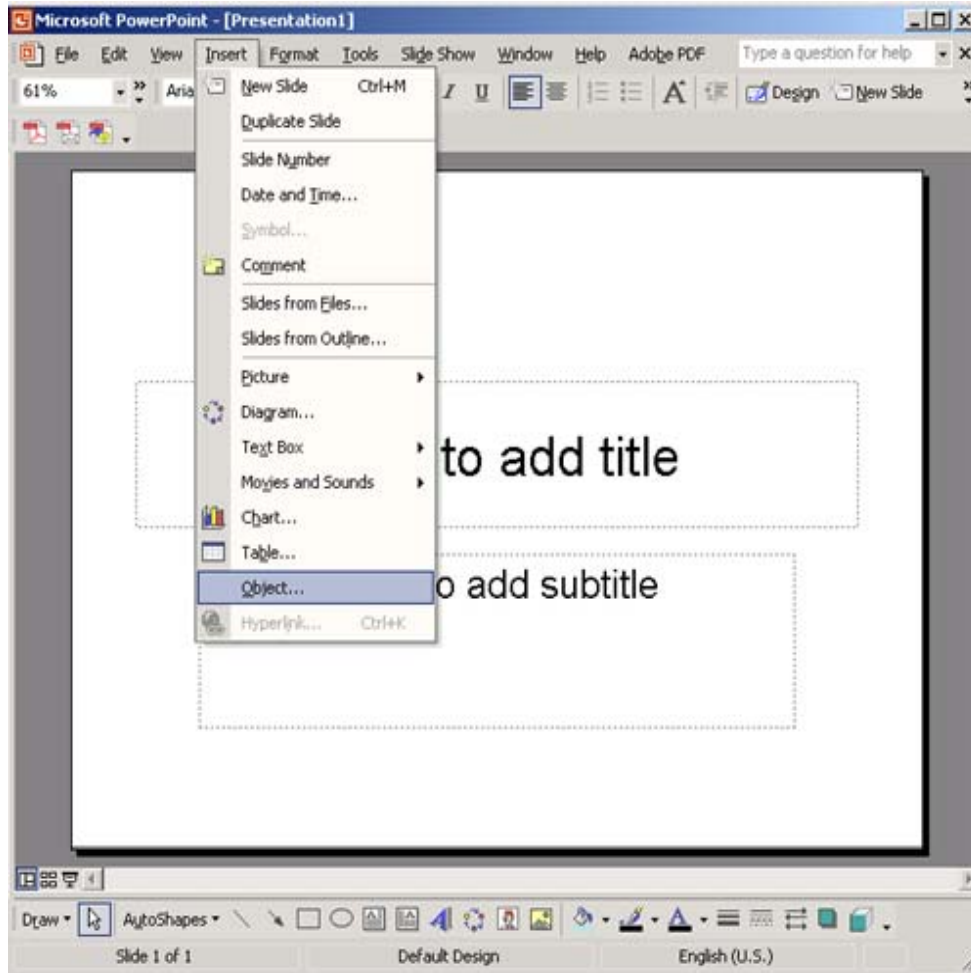 Microsoft PowerPoint - [Presentation1]
File Edit View Insert Format Tools Slide Show Window Help Adobe PDF Type a question for help
61% Aria I U A Design New Slide
New Slide Ctrl+M
Duplicate Slide
Slide Number
Date and Time...
Symbol...
Comment
Slides from Files...
Slides from Outline...
Picture
Diagram...
Text Box
to add title
Movies and Sounds
Chart...
Table...
Object...
o add subtitle
Hyperlink... Ctrl+K
Draw AutoShapes A A
Slide 1 of 1 Default Design English (U.S.)